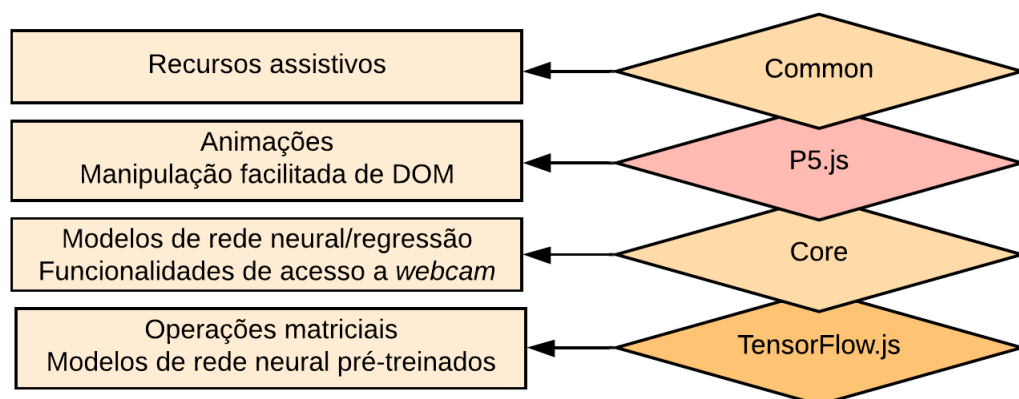 Recursos assistivos
Common
Animações
Manipulação facilitada de DOM
P5.js
Modelos de rede neural/regressão
Funcionalidades de acesso a webcam
Core
Operações matriciais
Modelos de rede neural pré-treinados
TensorFlow.js